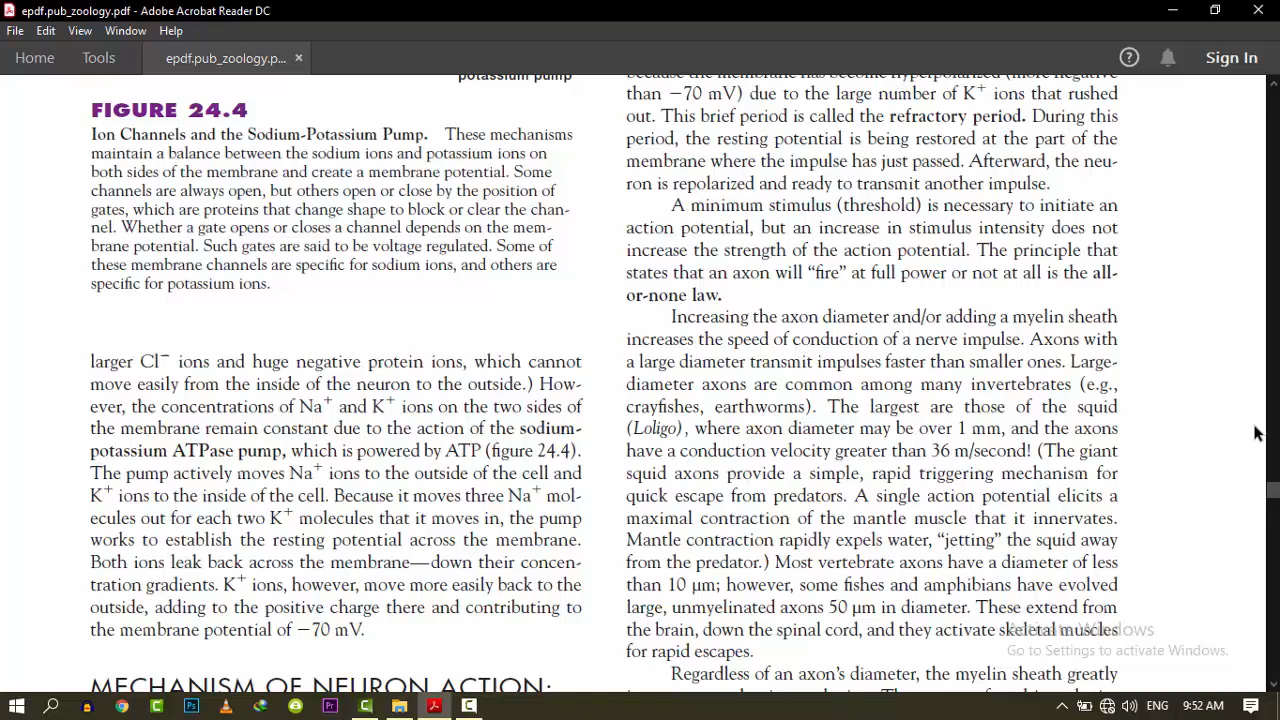 epdf.pub_zoology.pdf - Adobe Acrobat Reader DC
File Edit View Window Help
Home Tools epdf.pub_zoology.p... × Sign In
potassium pump
FIGURE 24.4
Ion Channels and the Sodium-Potassium Pump. These mechanisms
maintain a balance between the sodium ions and potassium ions on
both sides of the membrane and create a membrane potential. Some
channels are always open, but others open or close by the position of
gates, which are proteins that change shape to block or clear the chan-
nel. Whether a gate opens or closes a channel depends on the mem-
brane potential. Such gates are said to be voltage regulated. Some of
these membrane channels are specific for sodium ions, and others are
specific for potassium ions.
larger Cl⁻ ions and huge negative protein ions, which cannot
move easily from the inside of the neuron to the outside.) How-
ever, the concentrations of Na⁺ and K⁺ ions on the two sides of
the membrane remain constant due to the action of the sodium-
potassium ATPase pump, which is powered by ATP (figure 24.4).
The pump actively moves Na⁺ ions to the outside of the cell and
K⁺ ions to the inside of the cell. Because it moves three Na⁺ mol-
ecules out for each two K⁺ molecules that it moves in, the pump
works to establish the resting potential across the membrane.
Both ions leak back across the membrane—down their concen-
tration gradients. K⁺ ions, however, move more easily back to the
outside, adding to the positive charge there and contributing to
the membrane potential of −70 mV.
MECHANISM OF NEURON ACTION:
because the membrane has become hyperpolarized (more negative
than −70 mV) due to the large number of K⁺ ions that rushed
out. This brief period is called the refractory period. During this
period, the resting potential is being restored at the part of the
membrane where the impulse has just passed. Afterward, the neu-
ron is repolarized and ready to transmit another impulse.
A minimum stimulus (threshold) is necessary to initiate an
action potential, but an increase in stimulus intensity does not
increase the strength of the action potential. The principle that
states that an axon will “fire” at full power or not at all is the all-
or-none law.
Increasing the axon diameter and/or adding a myelin sheath
increases the speed of conduction of a nerve impulse. Axons with
a large diameter transmit impulses faster than smaller ones. Large-
diameter axons are common among many invertebrates (e.g.,
crayfishes, earthworms). The largest are those of the squid
(Loligo), where axon diameter may be over 1 mm, and the axons
have a conduction velocity greater than 36 m/second! (The giant
squid axons provide a simple, rapid triggering mechanism for
quick escape from predators. A single action potential elicits a
maximal contraction of the mantle muscle that it innervates.
Mantle contraction rapidly expels water, “jetting” the squid away
from the predator.) Most vertebrate axons have a diameter of less
than 10 μm; however, some fishes and amphibians have evolved
large, unmyelinated axons 50 μm in diameter. These extend from
the brain, down the spinal cord, and they activate skeletal muscles
for rapid escapes.
Regardless of an axon’s diameter, the myelin sheath greatly
Activate Windows
Go to Settings to activate Windows.
ENG 9:52 AM